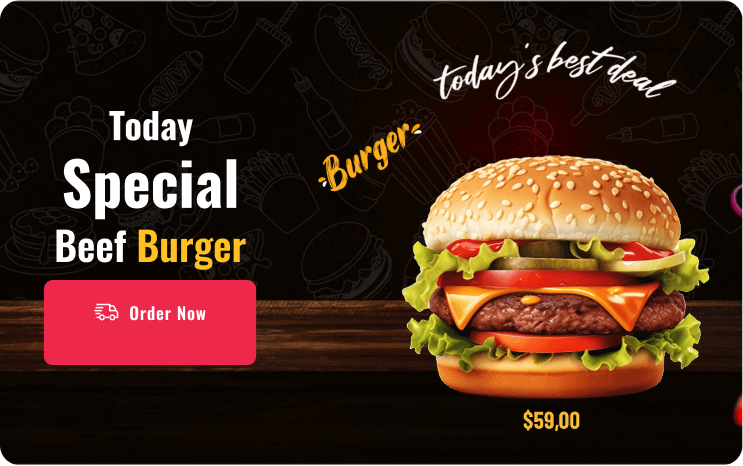 today's best deal
Today
Burger
Special
Beef Burger
Order Now
$59,00